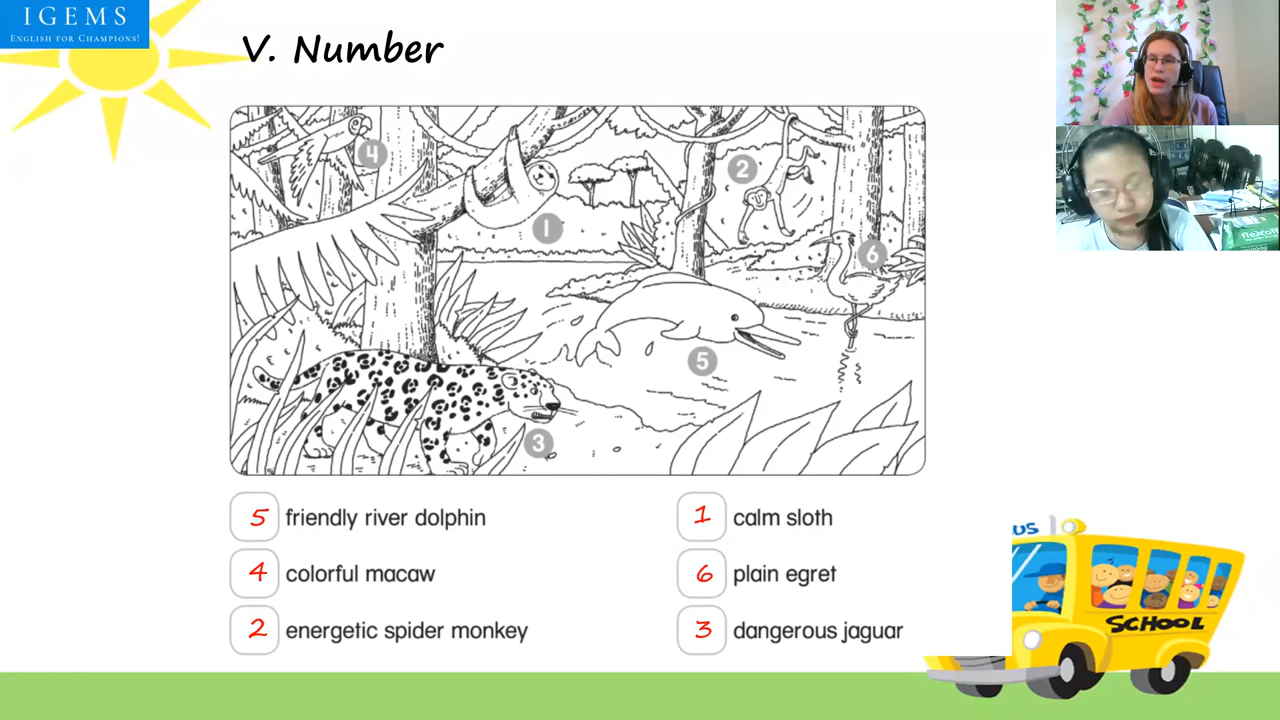 IGEMS
ENGLISH FOR CHAMPIONS!
V. Number
4
2
1
6
5
3
5 friendly river dolphin
1 calm sloth
4 colorful macaw
6 plain egret
2 energetic spider monkey
3 dangerous jaguar
US
SCHOOL